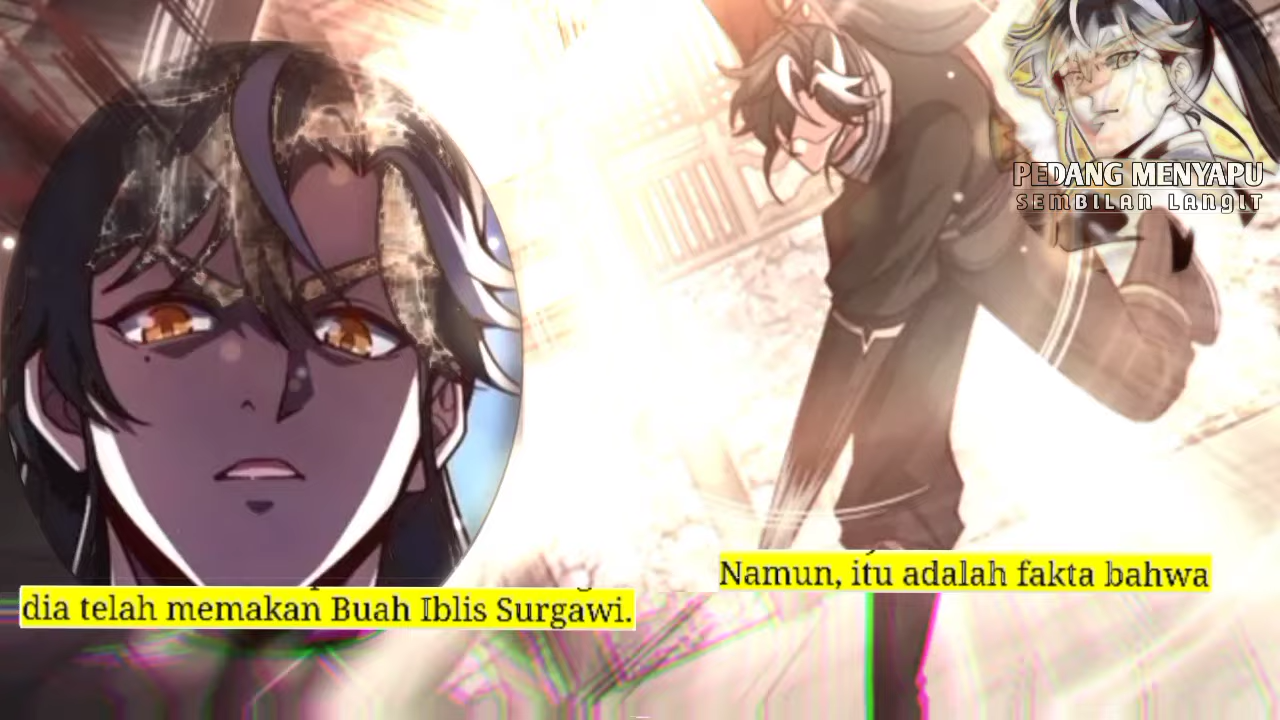 PEDANG MENYAPU
SEMBILAN LANGIT
Namun, itu adalah fakta bahwa
dia telah memakan Buah Iblis Surgawi.